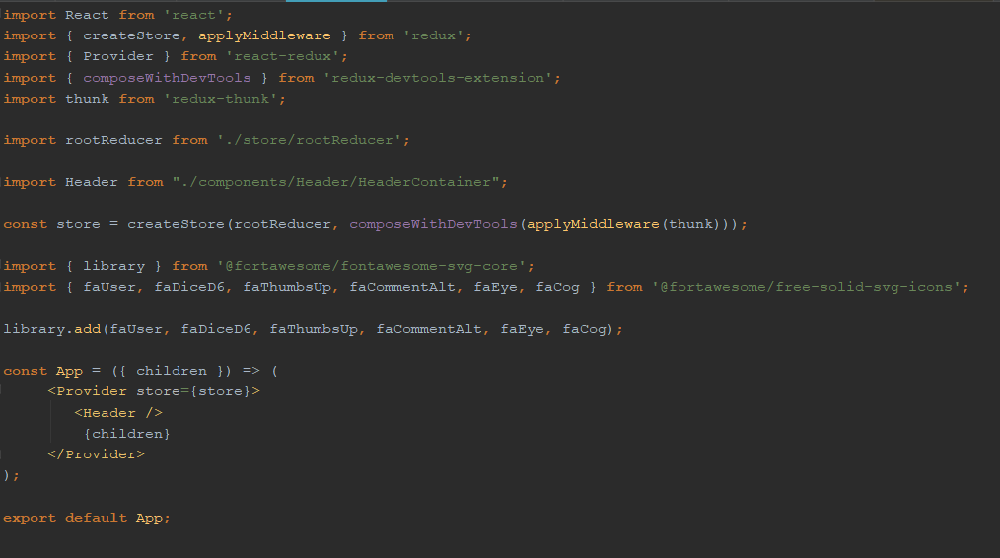 import React from 'react';
import { createStore, applyMiddleware } from 'redux';
import { Provider } from 'react-redux';
import { composeWithDevTools } from 'redux-devtools-extension';
import thunk from 'redux-thunk';
import rootReducer from './store/rootReducer';
import Header from "./components/Header/HeaderContainer";
const store = createStore(rootReducer, composeWithDevTools(applyMiddleware(thunk)));
import { library } from '@fortawesome/fontawesome-svg-core';
import { faUser, faDiceD6, faThumbsUp, faCommentAlt, faEye, faCog } from '@fortawesome/free-solid-svg-icons';
library.add(faUser, faDiceD6, faThumbsUp, faCommentAlt, faEye, faCog);
const App = ({ children }) => (
<Provider store={store}>
<Header />
{children}
</Provider>
);
export default App;